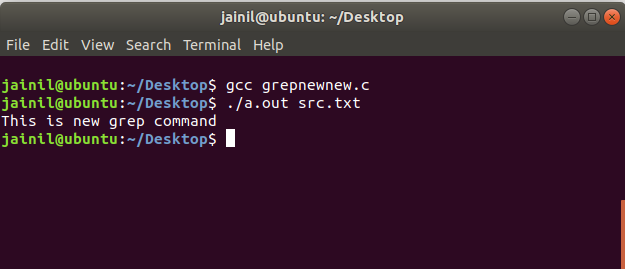 jainil@ubuntu: ~/Desktop
File Edit View Search Terminal Help
jainil@ubuntu:~/Desktop$ gcc grepnewnew.c
jainil@ubuntu:~/Desktop$ ./a.out src.txt
This is new grep command
jainil@ubuntu:~/Desktop$